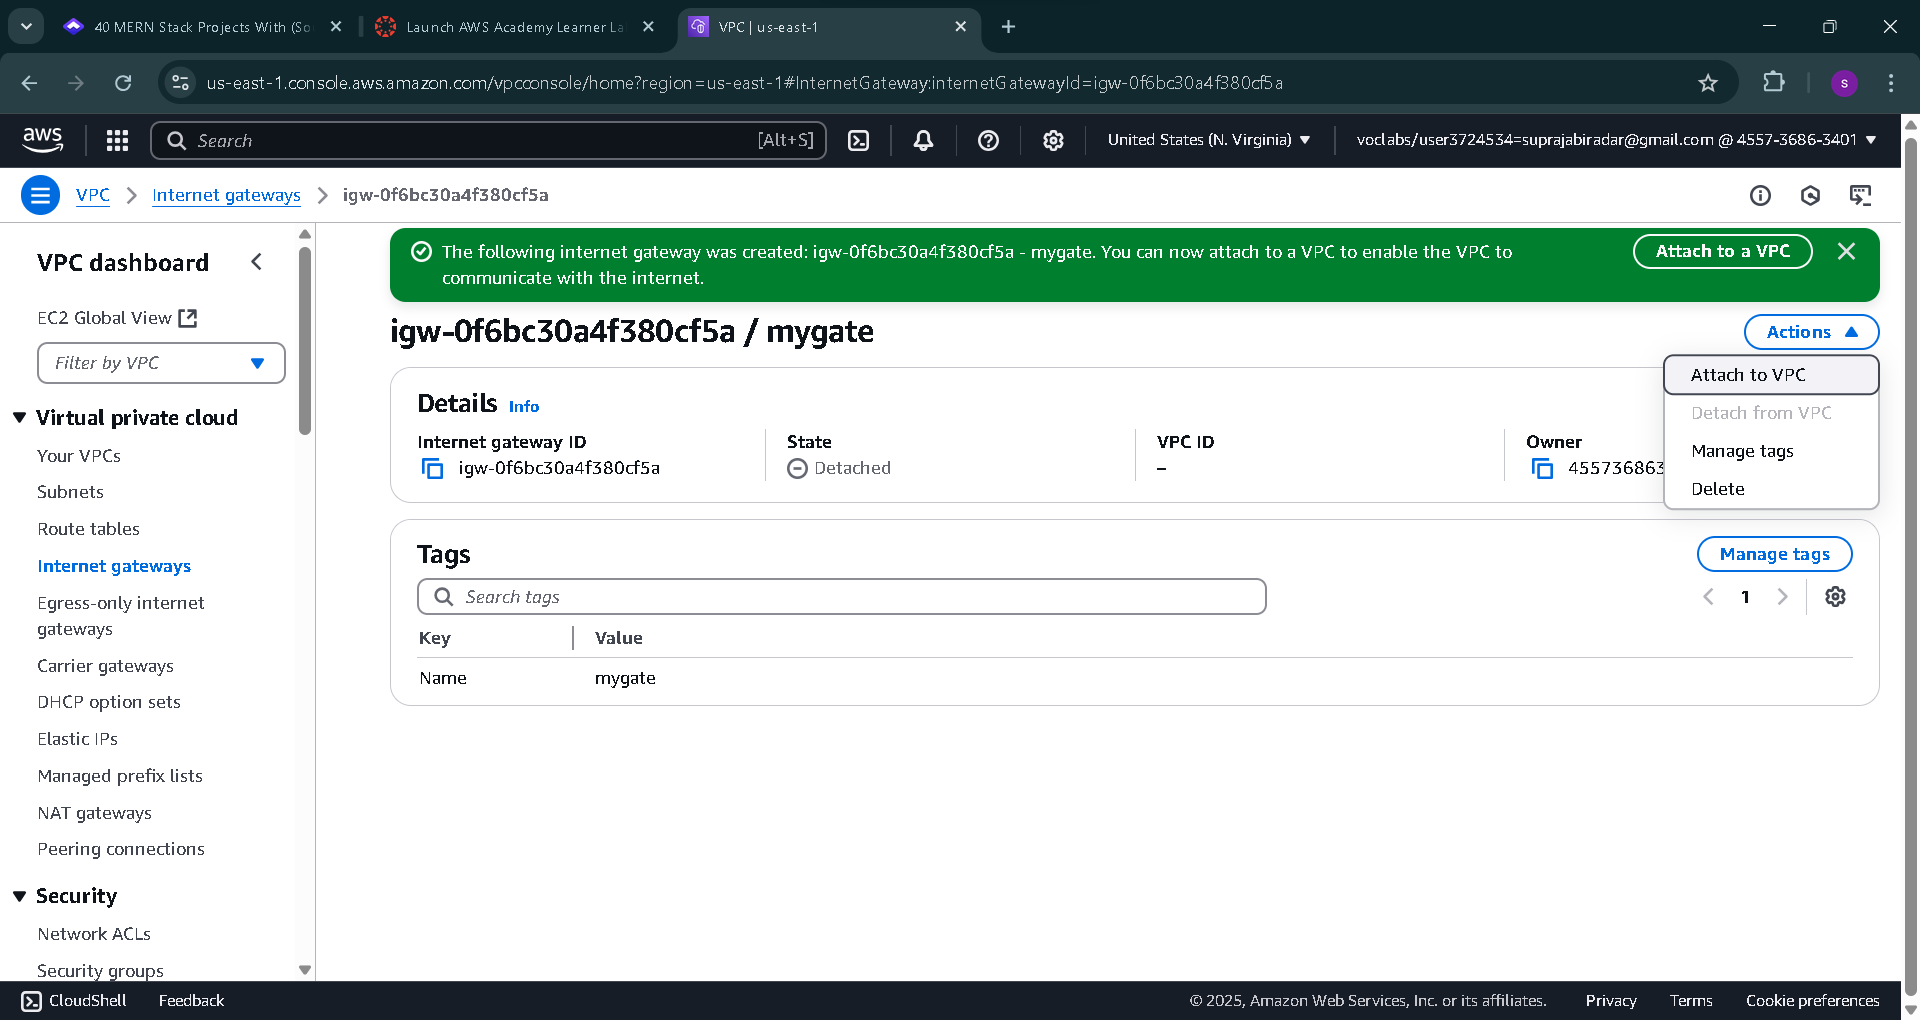 40 MERN Stack Projects With (So
Launch AWS Academy Learner La
VPC | us-east-1
us-east-1.console.aws.amazon.com/vpcconsole/home?region=us-east-1#InternetGateway:internetGatewayId=igw-0f6bc30a4f380cf5a
S
aws
Search
[Alt+S]
United States (N. Virginia)
voclabs/user3724534=suprajabiradar@gmail.com @ 4557-3686-3401
VPC
Internet gateways
igw-0f6bc30a4f380cf5a
VPC dashboard
EC2 Global View
Filter by VPC
Virtual private cloud
Your VPCs
Subnets
Route tables
Internet gateways
Egress-only internet
gateways
Carrier gateways
DHCP option sets
Elastic IPs
Managed prefix lists
NAT gateways
Peering connections
Security
Network ACLs
Security groups
The following internet gateway was created: igw-0f6bc30a4f380cf5a - mygate. You can now attach to a VPC to enable the VPC to
communicate with the internet.
Attach to a VPC
igw-0f6bc30a4f380cf5a / mygate
Actions
Attach to VPC
Detach from VPC
Manage tags
Delete
Details Info
Internet gateway ID
igw-0f6bc30a4f380cf5a
State
Detached
VPC ID
–
Owner
455736863
Tags
Manage tags
Search tags
1
Key
Value
Name
mygate
CloudShell
Feedback
© 2025, Amazon Web Services, Inc. or its affiliates.
Privacy
Terms
Cookie preferences